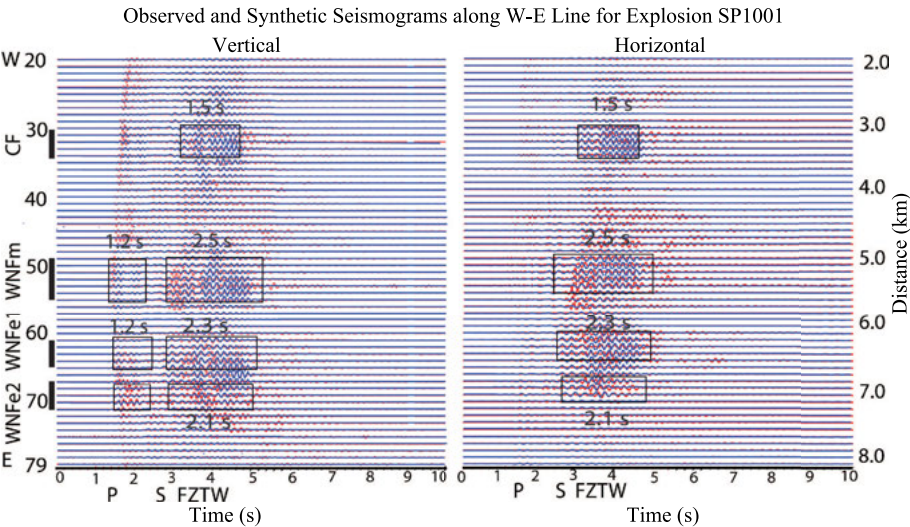 Observed and Synthetic Seismograms along W-E Line for Explosion SP1001
Vertical Horizontal
W 20 2.0
1.5 s 1.5 s
CF 30 3.0
40 4.0
1.2 s 2.5 s 2.5 s
WNFm 50 5.0
Distance (km)
1.2 s 2.3 s 2.3 s
WNFe1 60 6.0
WNFe2 70 7.0
2.1 s 2.1 s
E 79 8.0
0 1 2 3 4 5 6 7 8 9 10 0 1 2 3 4 5 6 7 8 9 10
P S FZTW P S FZTW
Time (s) Time (s)